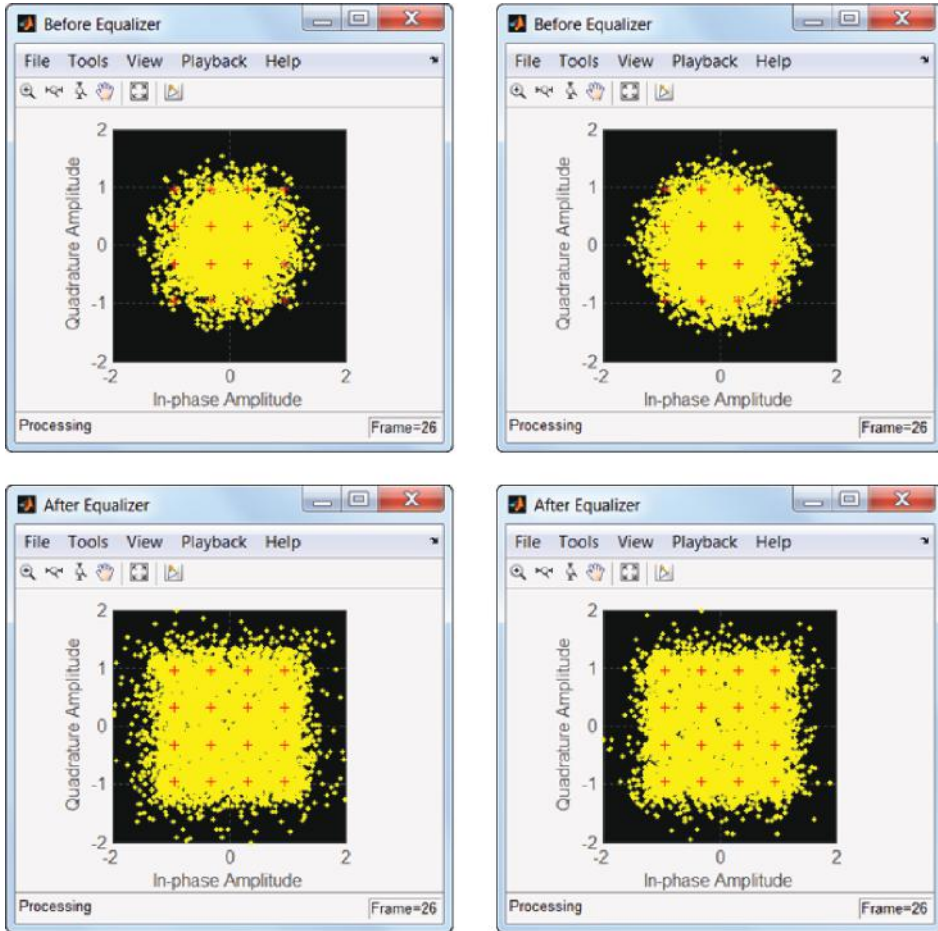 Before Equalizer
File Tools View Playback Help
2
1
0
-1
-2
-2 0 2
Quadrature Amplitude
In-phase Amplitude
Processing
Frame=26
Before Equalizer
File Tools View Playback Help
2
1
0
-1
-2
-2 0 2
Quadrature Amplitude
In-phase Amplitude
Processing
Frame=26
After Equalizer
File Tools View Playback Help
2
1
0
-1
-2
-2 0 2
Quadrature Amplitude
In-phase Amplitude
Processing
Frame=26
After Equalizer
File Tools View Playback Help
2
1
0
-1
-2
-2 0 2
Quadrature Amplitude
In-phase Amplitude
Processing
Frame=26